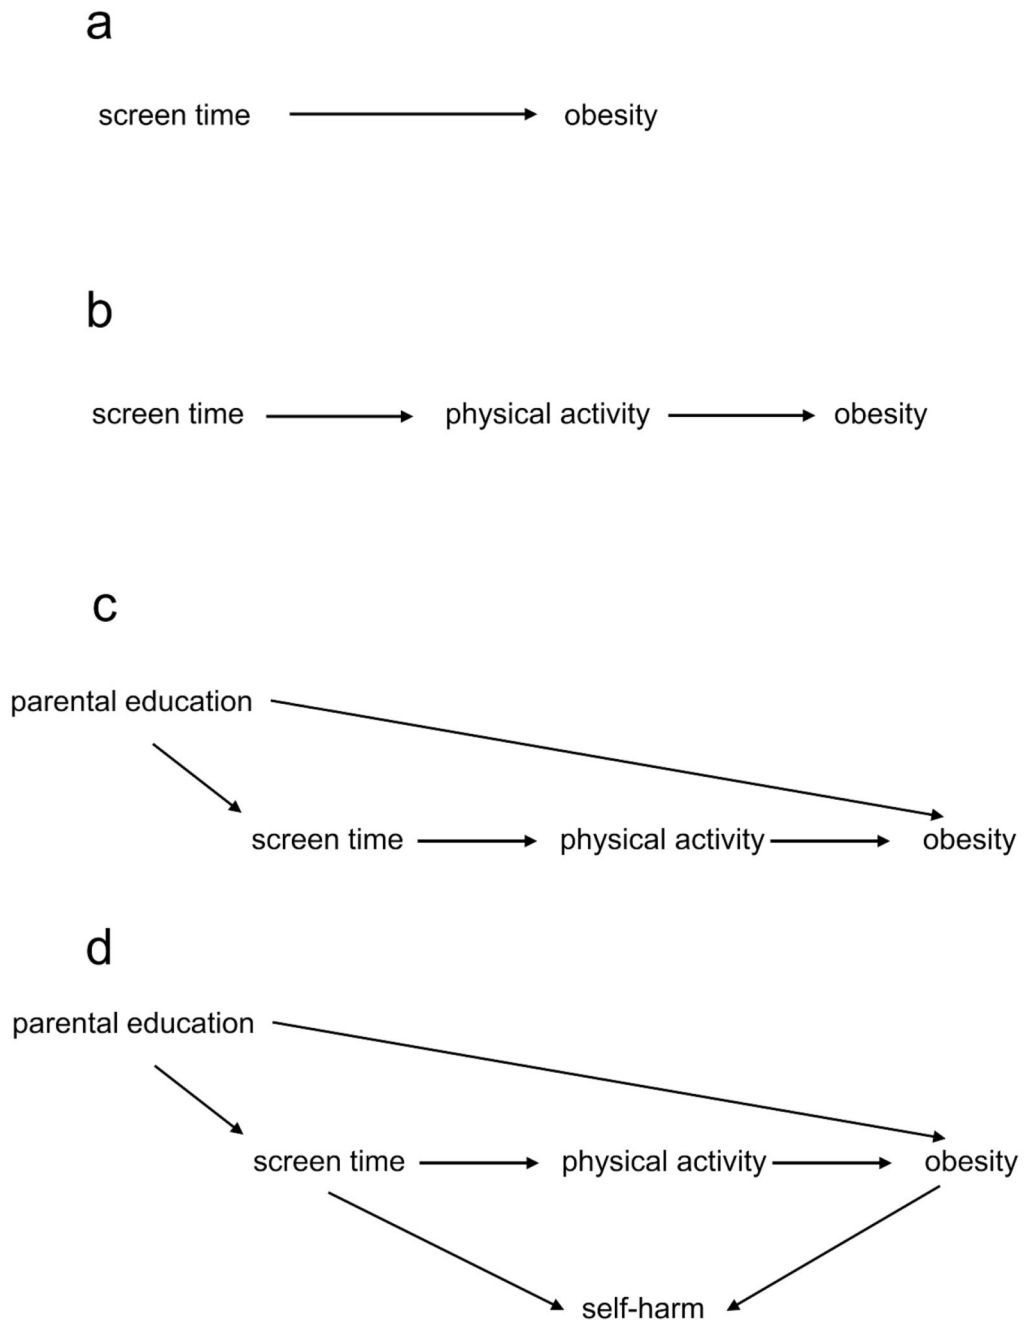 a
screen time obesity
b
screen time physical activity obesity
c
parental education
screen time physical activity obesity
d
parental education
screen time physical activity obesity
self-harm